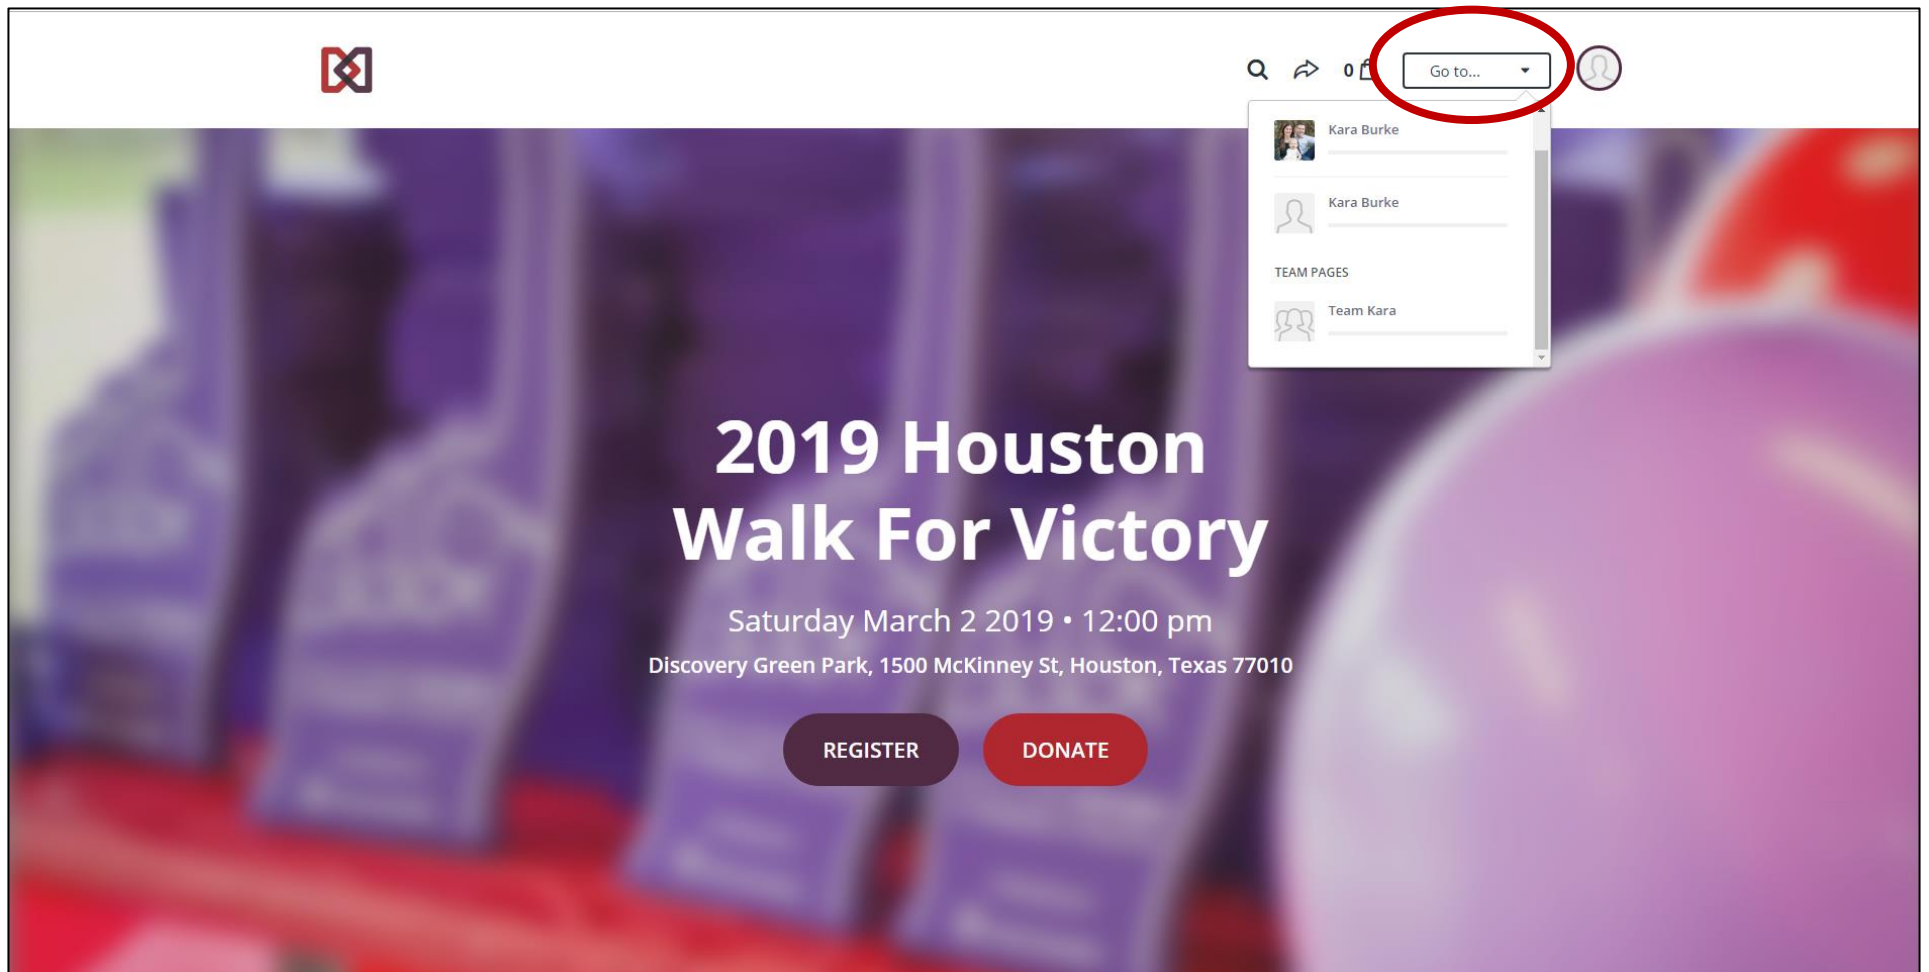 0
Go to...
Kara Burke
Kara Burke
TEAM PAGES
Team Kara
2019 Houston
Walk For Victory
Saturday March 2 2019 • 12:00 pm
Discovery Green Park, 1500 McKinney St, Houston, Texas 77010
REGISTER
DONATE